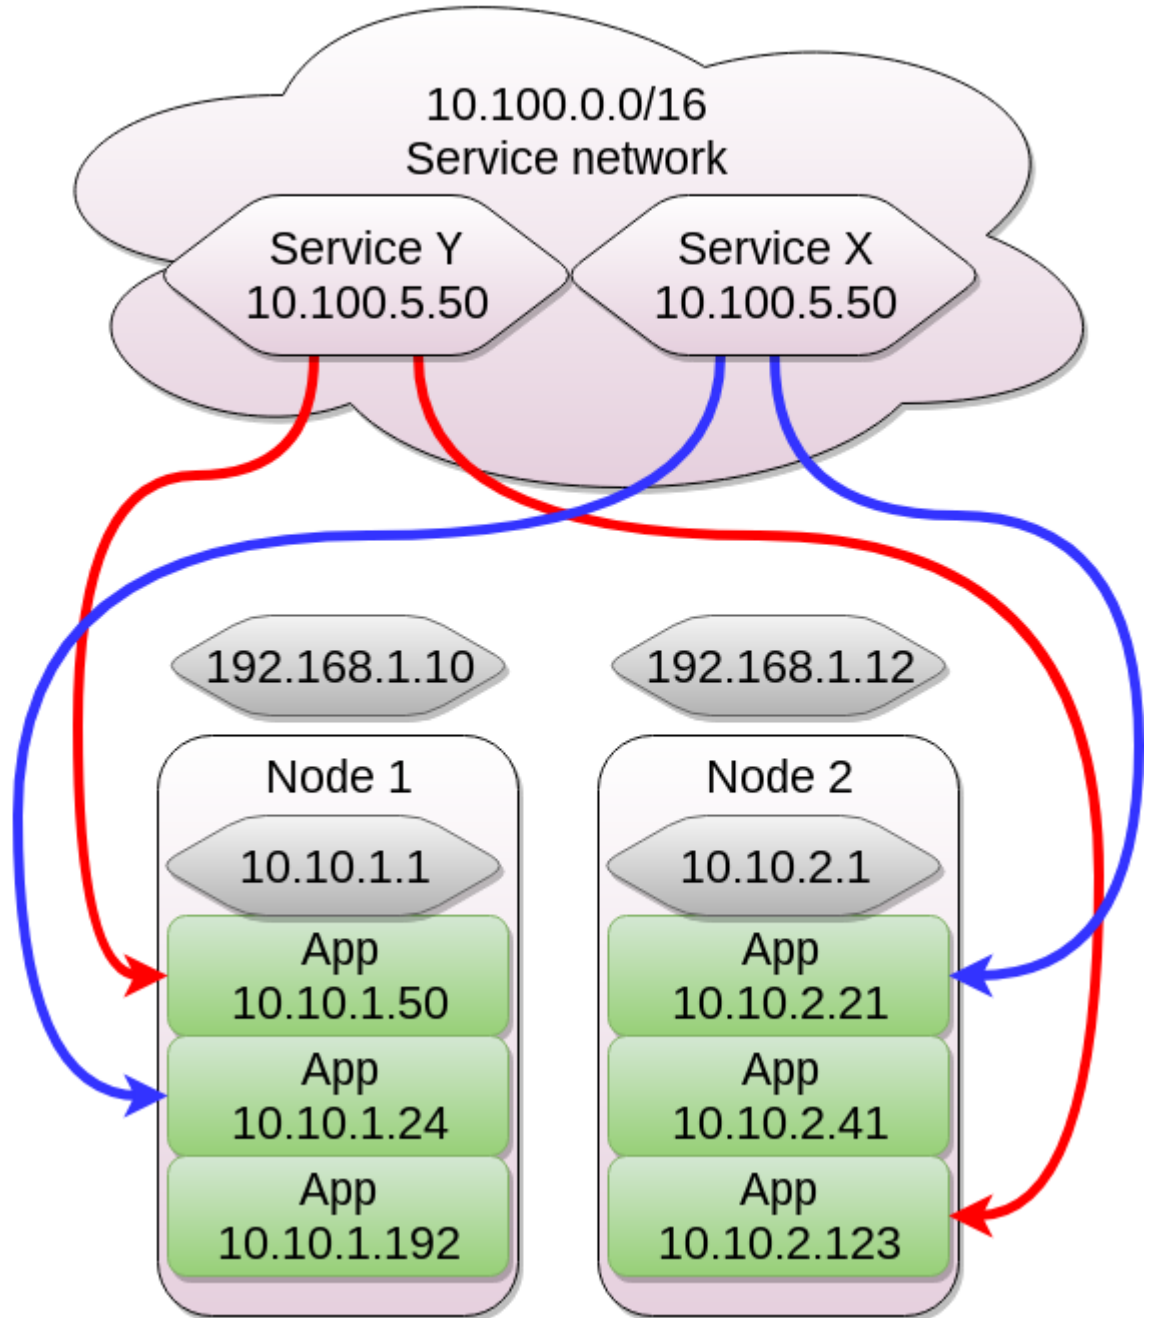 10.100.0.0/16
Service network
Service Y
10.100.5.50
Service X
10.100.5.50
192.168.1.10
192.168.1.12
Node 1
10.10.1.1
App
10.10.1.50
App
10.10.1.24
App
10.10.1.192
Node 2
10.10.2.1
App
10.10.2.21
App
10.10.2.41
App
10.10.2.123